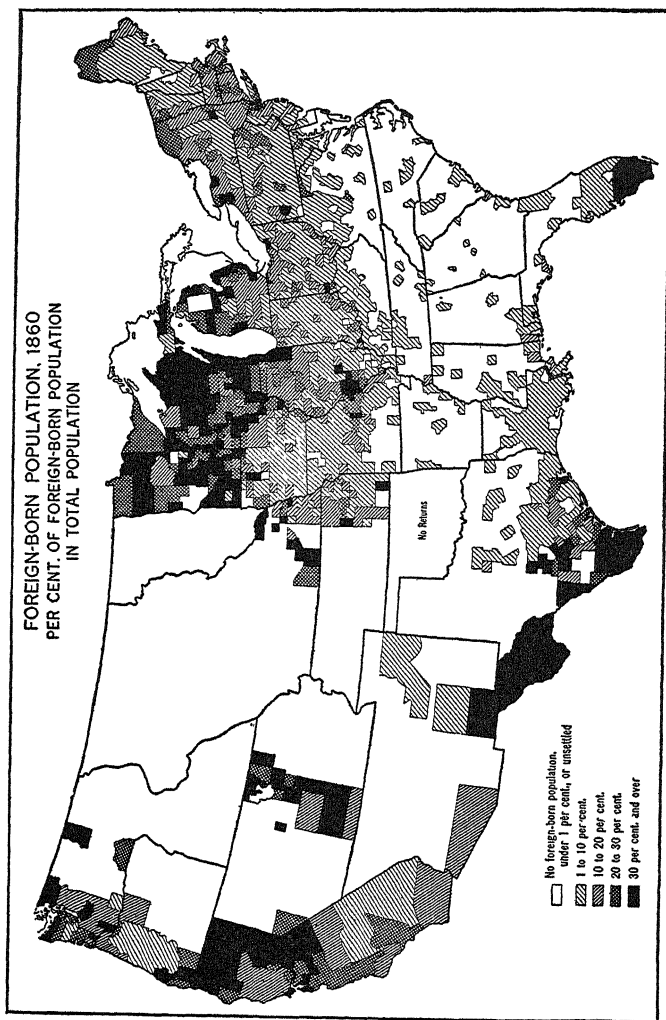 FOREIGN-BORN POPULATION, 1860
PER CENT. OF FOREIGN-BORN POPULATION
IN TOTAL POPULATION
No Returns
No foreign-born population,
under 1 per cent., or unsettled
1 to 10 per cent.
10 to 20 per cent.
20 to 30 per cent.
30 per cent. and over